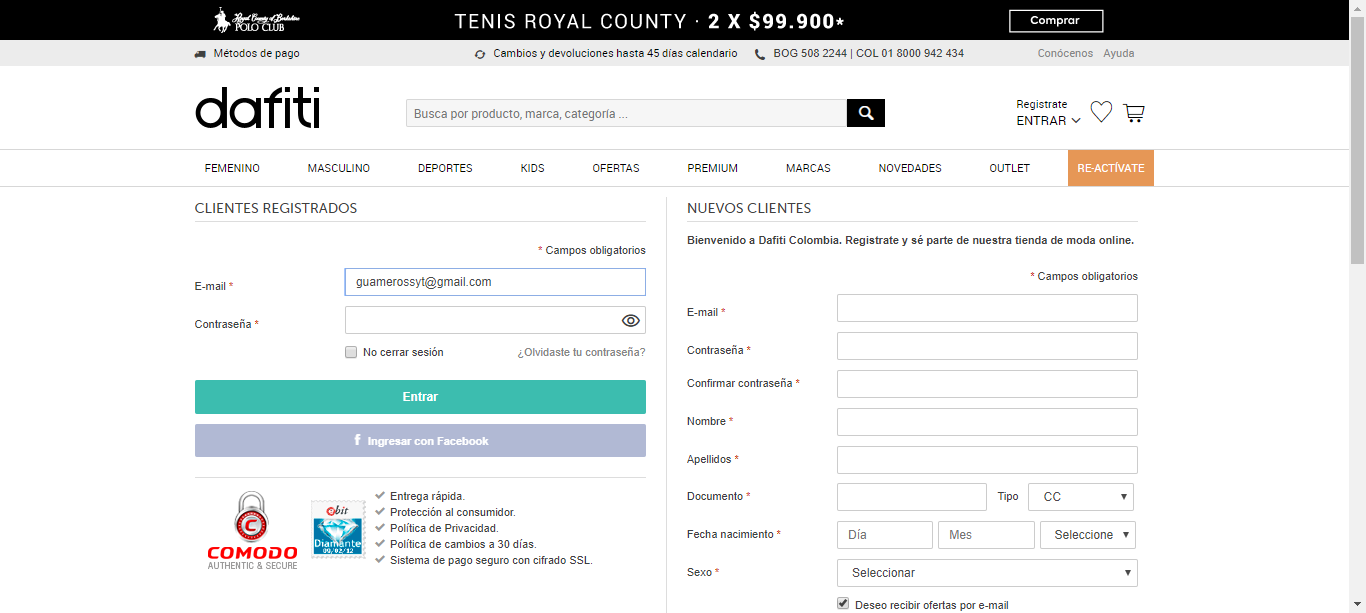 Royal County of Berkshire
POLO CLUB
TENIS ROYAL COUNTY · 2 X $99.900*
Comprar
Métodos de pago
Cambios y devoluciones hasta 45 días calendario
BOG 508 2244 | COL 01 8000 942 434
Conócenos
Ayuda
dafiti
Busca por producto, marca, categoría ...
Registrate
ENTRAR
FEMENINO
MASCULINO
DEPORTES
KIDS
OFERTAS
PREMIUM
MARCAS
NOVEDADES
OUTLET
RE-ACTÍVATE
CLIENTES REGISTRADOS
* Campos obligatorios
E-mail *
guamerossyt@gmail.com
Contraseña *
No cerrar sesión
¿Olvidaste tu contraseña?
Entrar
f Ingresar con Facebook
C
COMODO
AUTHENTIC & SECURE
ebit
Diamante
09/02/12
Entrega rápida.
Protección al consumidor.
Política de Privacidad.
Política de cambios a 30 días.
Sistema de pago seguro con cifrado SSL.
NUEVOS CLIENTES
Bienvenido a Dafiti Colombia. Registrate y sé parte de nuestra tienda de moda online.
* Campos obligatorios
E-mail *
Contraseña *
Confirmar contraseña *
Nombre *
Apellidos *
Documento *
Tipo
CC
Fecha nacimiento *
Día
Mes
Seleccione
Sexo *
Seleccionar
Deseo recibir ofertas por e-mail